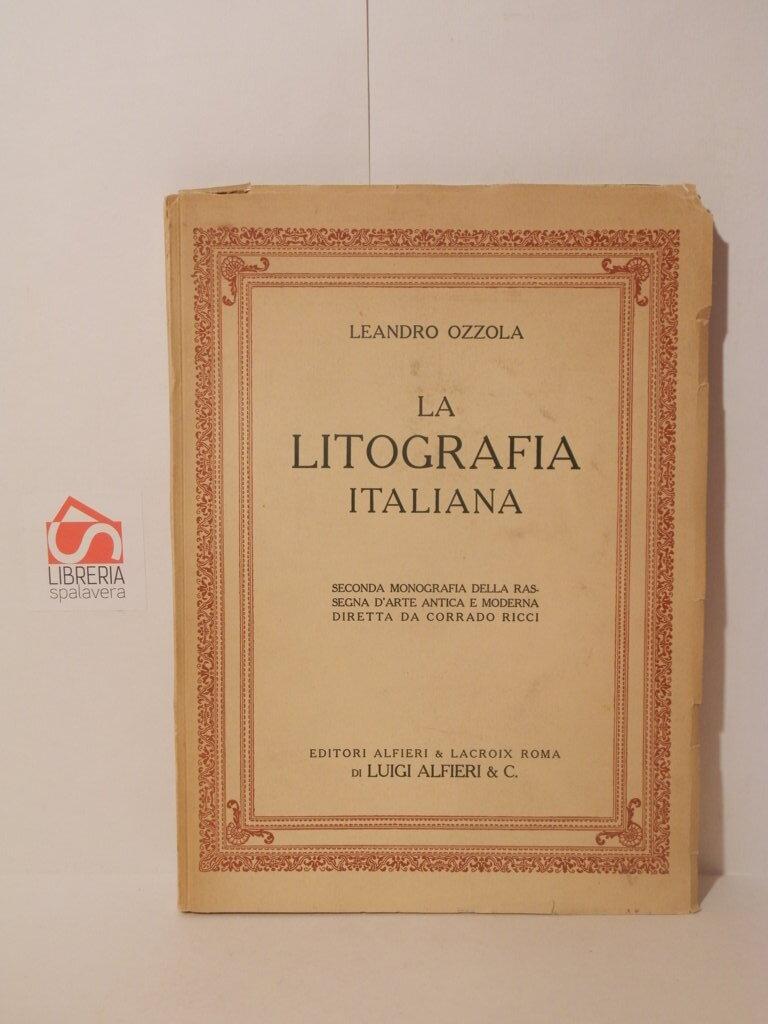 LEANDRO OZZOLA
LA
LITOGRAFIA
ITALIANA
SECONDA MONOGRAFIA DELLA RAS-
SEGNA D'ARTE ANTICA E MODERNA
DIRETTA DA CORRADO RICCI
EDITORI ALFIERI & LACROIX ROMA
DI LUIGI ALFIERI & C.
LIBRERIA
spalavera